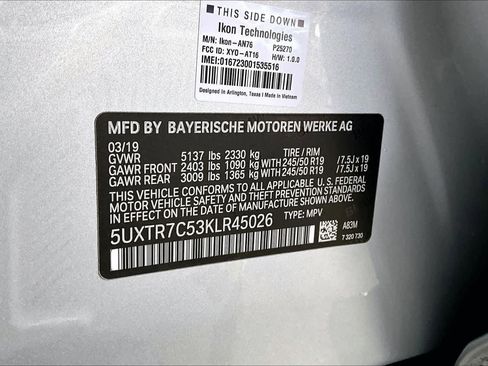 THIS SIDE DOWN
Ikon Technologies
M/N: Ikon-AN76 P25270
FCC ID: XYO-AT16 H/W: 1.0.0
IMEI:016723001535516
Designed in Arlington, Texas I Made in Vietnam
MFD BY BAYERISCHE MOTOREN WERKE AG
03/19
GVWR 5137 lbs 2330 kg TIRE / RIM
GAWR FRONT 2403 lbs 1090 kg WITH 245/50 R19 /7.5J x 19
GAWR REAR 3009 lbs 1365 kg WITH 245/50 R19 /7.5J x 19
THIS VEHICLE CONFORMS TO ALL APPLICABLE U.S. FEDERAL
MOTOR VEHICLE SAFETY AND THEFT PREVENTION STANDARDS IN EFFECT ON THE
DATE OF MANUFACTURE SHOWN ABOVE.
5UXTR7C53KLR45026 TYPE: MPV
A83M
7 320 730